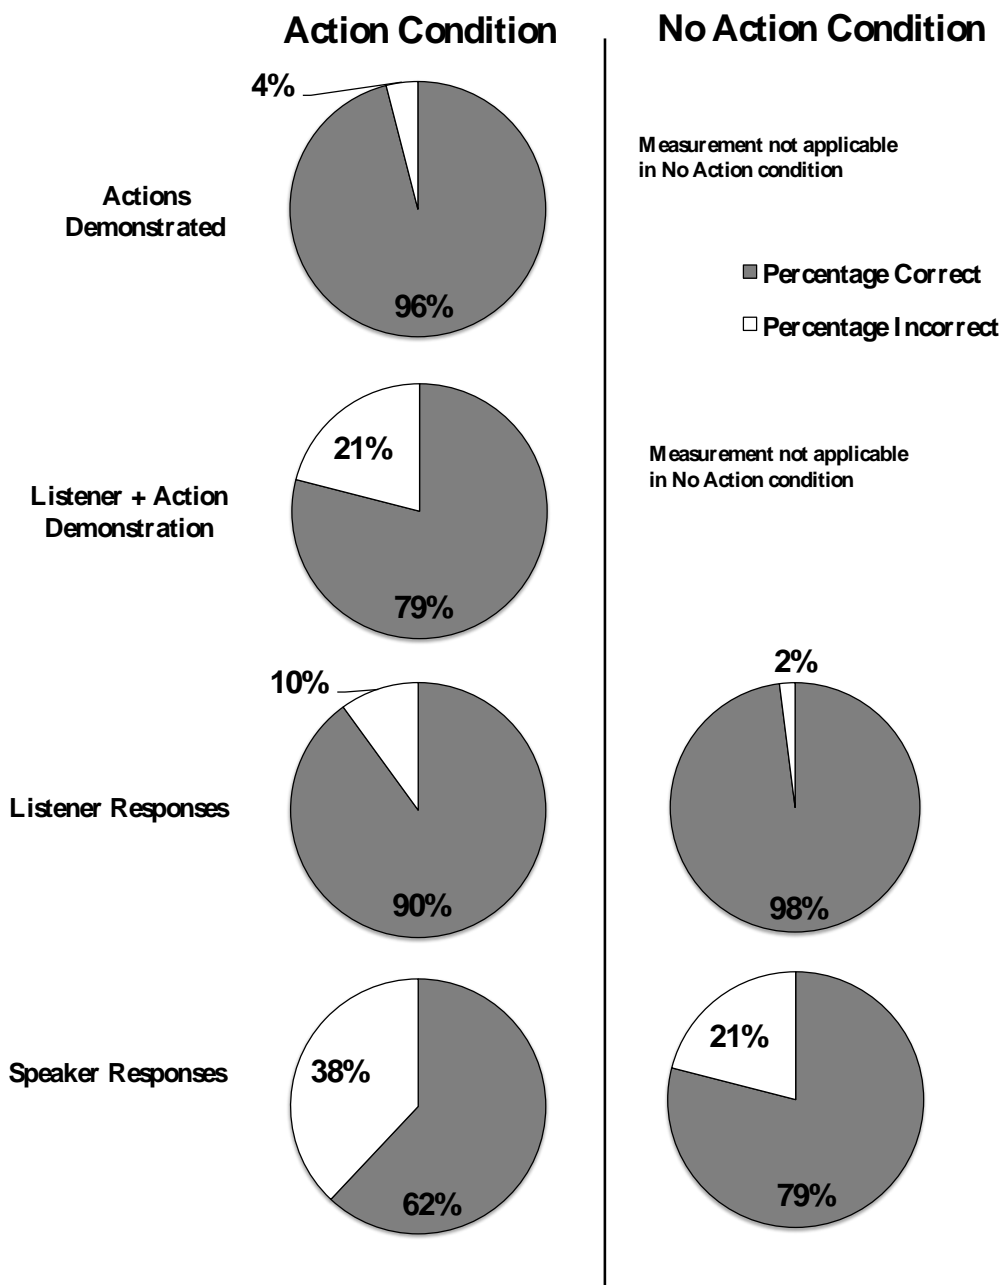 Action Condition
No Action Condition
4%
Measurement not applicable
in No Action condition
Actions
Demonstrated
Percentage Correct
96%
Percentage Incorrect
21%
Measurement not applicable
in No Action condition
Listener + Action
Demonstration
79%
2%
10%
Listener Responses
90%
98%
21%
38%
Speaker Responses
62%
79%